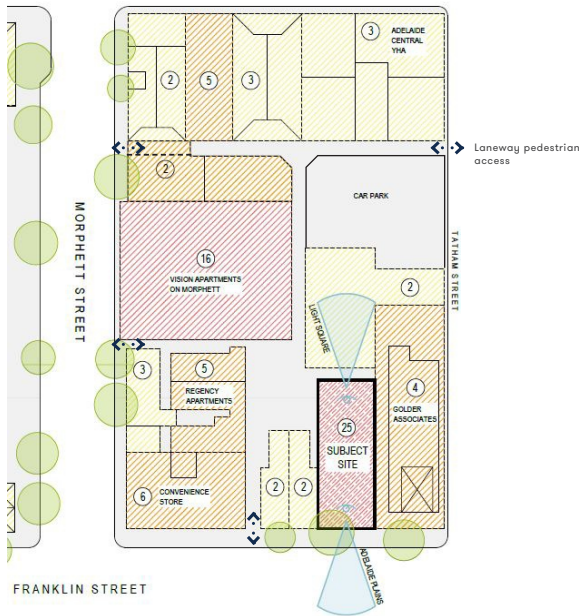 3
ADELAIDE
CENTRAL
YHA
2
5
3
Laneway pedestrian
access
2
CAR PARK
MORPHETT STREET
TATHAM STREET
16
VISION APARTMENTS
ON MORPHETT
2
LIGHT SQUARE
3
5
REGENCY
APARTMENTS
4
GOLDER
ASSOCIATES
25
SUBJECT
SITE
6
CONVENIENCE
STORE
2
2
ADELAIDE PLAINS
FRANKLIN STREET